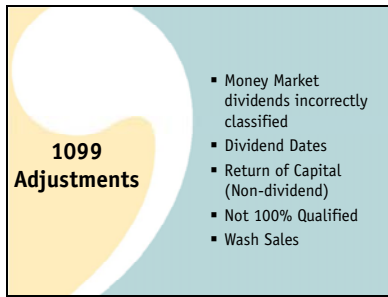 1099
Adjustments
▪ Money Market
dividends incorrectly
classified
▪ Dividend Dates
▪ Return of Capital
(Non-dividend)
▪ Not 100% Qualified
▪ Wash Sales